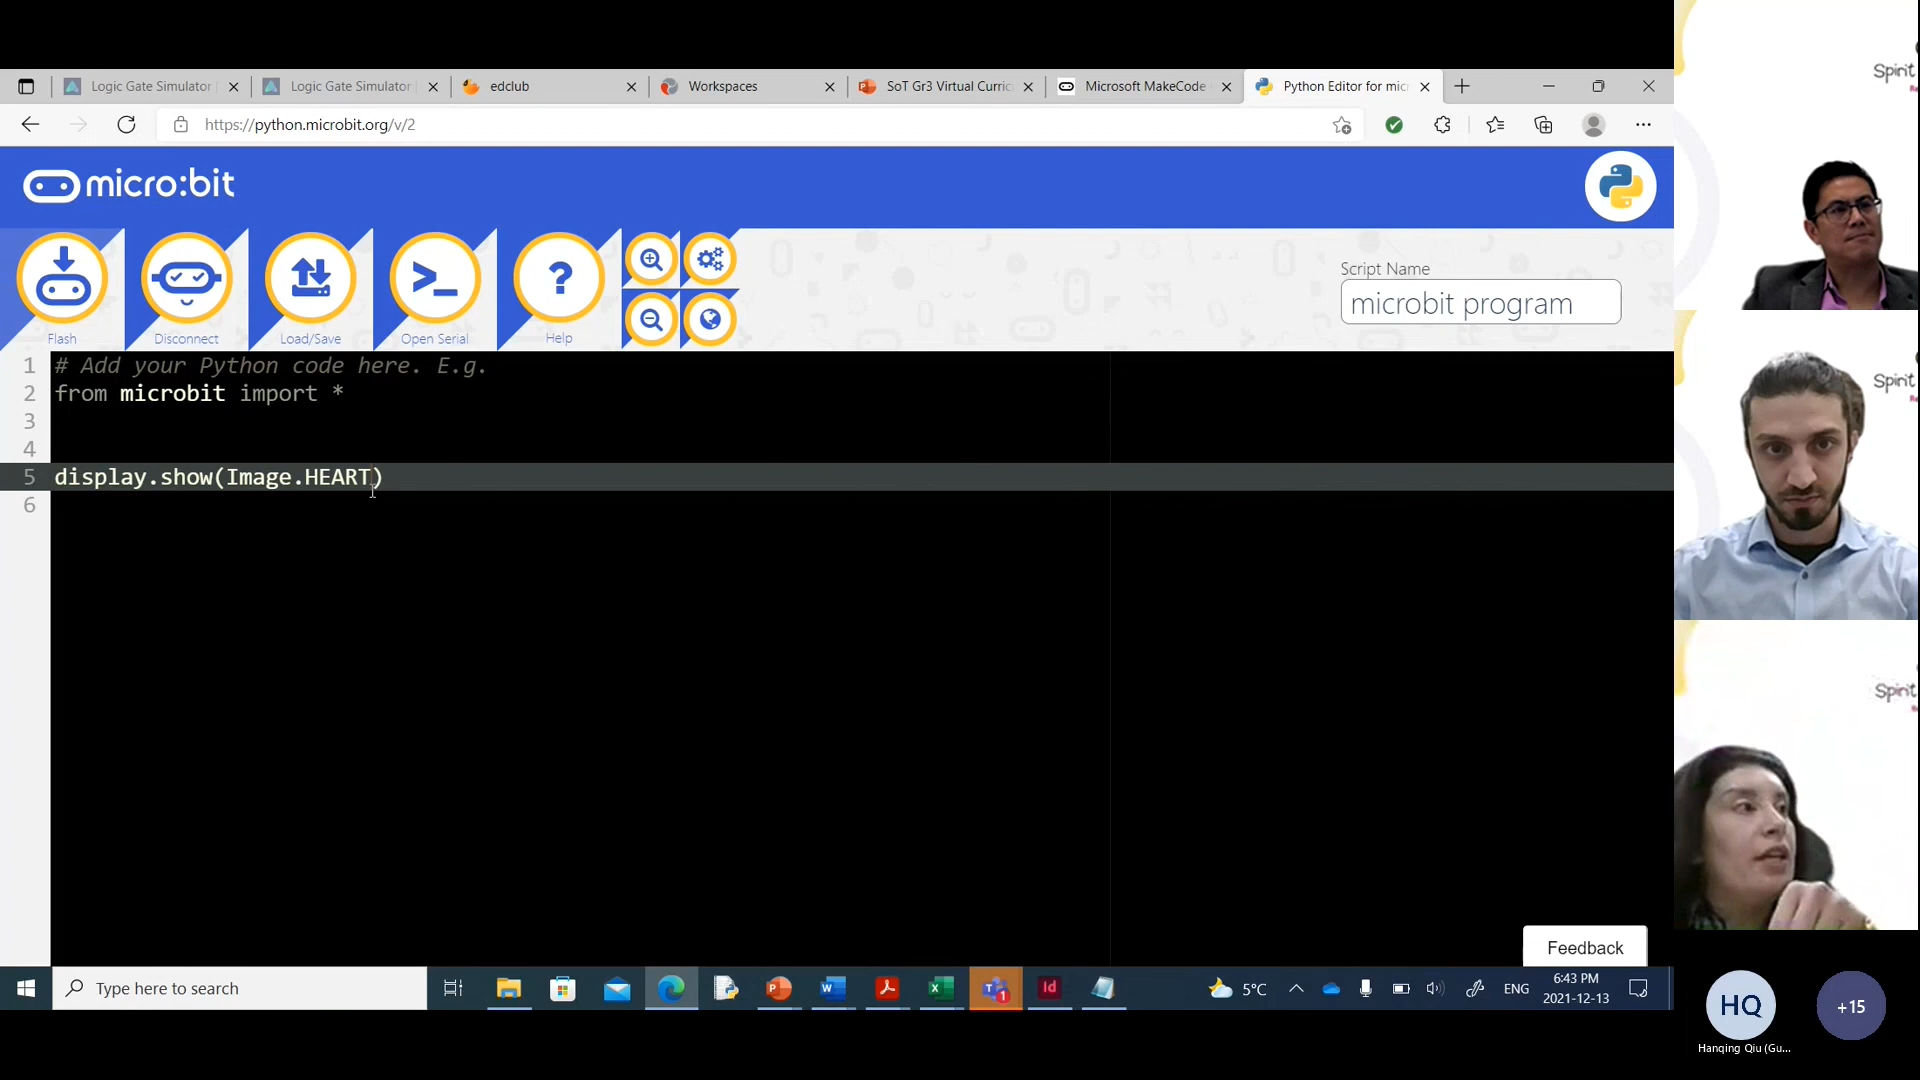 Logic Gate Simulator
Logic Gate Simulator
edclub
Workspaces
SoT Gr3 Virtual Curric
Microsoft MakeCode
Python Editor for mic
https://python.microbit.org/v/2
micro:bit
Flash
Disconnect
Load/Save
>_
Open Serial
?
Help
Script Name
microbit program
1 # Add your Python code here. E.g.
2 from microbit import *
3
4
5 display.show(Image.HEART)
6
Feedback
Type here to search
1
Id
5°C
ENG
6:43 PM
2021-12-13
Spirit
Spirit
Spirit
HQ
Hanqing Qiu (Gu...
+15